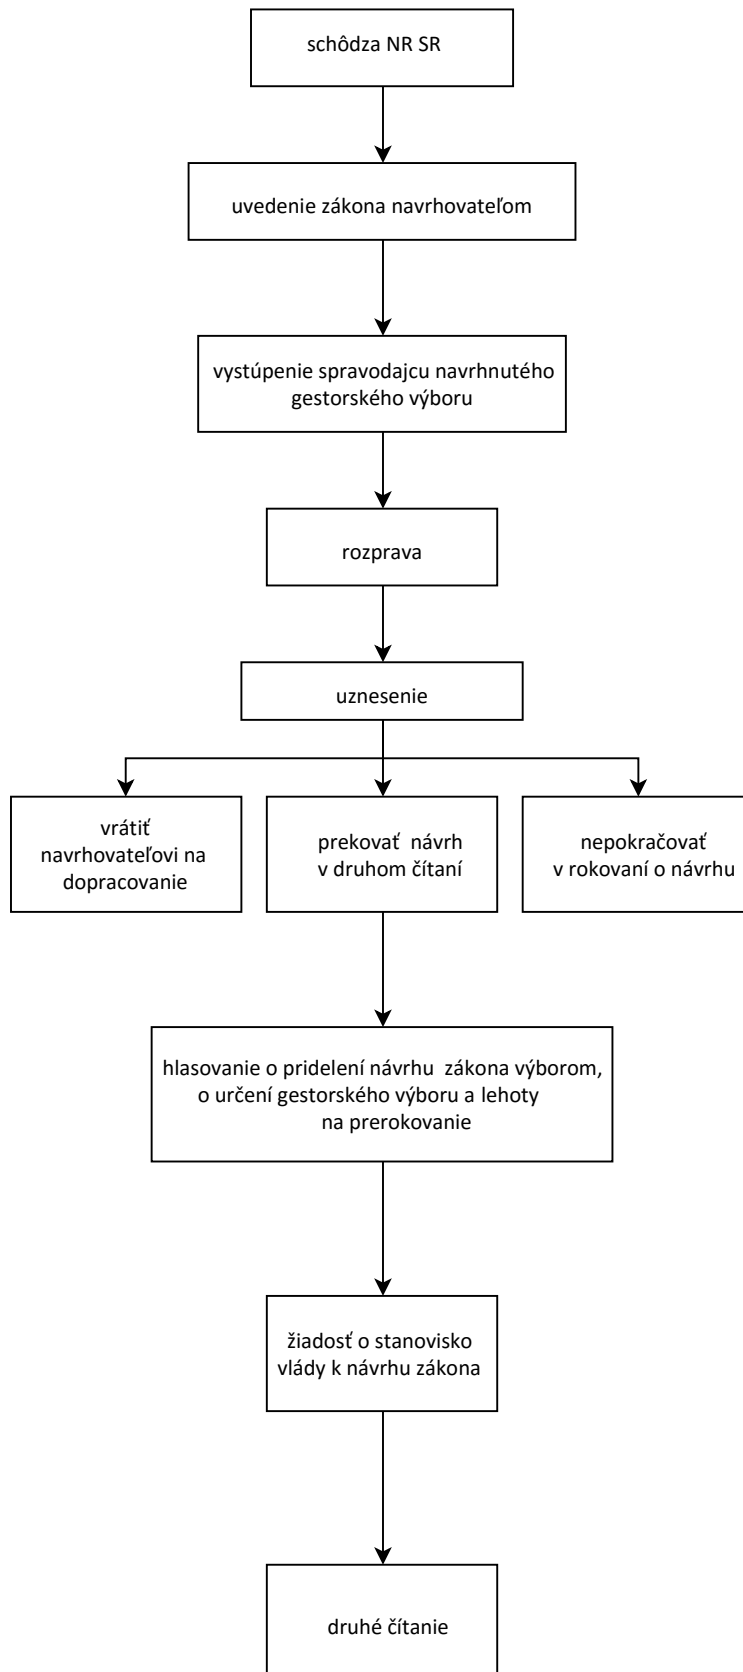 schôdza NR SR
uvedenie zákona navrhovateľom
vystúpenie spravodajcu navrhnutého
gestorského výboru
rozprava
uznesenie
vrátiť
navrhovateľovi na
dopracovanie
prekovať návrh
v druhom čítaní
nepokračovať
v rokovaní o návrhu
hlasovanie o pridelení návrhu zákona výborom,
o určení gestorského výboru a lehoty
na prerokovanie
žiadosť o stanovisko
vlády k návrhu zákona
druhé čítanie